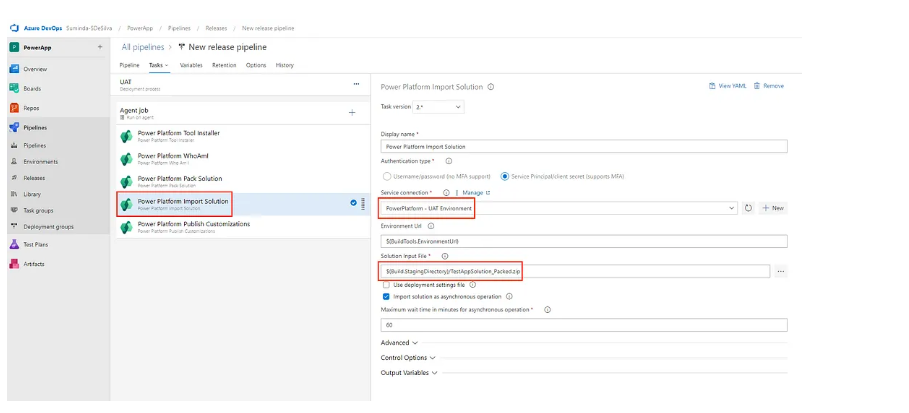 Azure DevOps Suminda-SDeSilva / PowerApp / Pipelines / Releases / New release pipeline
P PowerApp +
Overview
Boards
Repos
Pipelines
Pipelines
Environments
Releases
Library
Task groups
Deployment groups
Test Plans
Artifacts
All pipelines > New release pipeline
Pipeline Tasks Variables Retention Options History
UAT
Deployment process
Agent job
Run on agent
Power Platform Tool Installer
Power Platform Tool Installer
Power Platform WhoAmI
Power Platform Who Am I
Power Platform Pack Solution
Power Platform Pack Solution
Power Platform Import Solution
Power Platform Import Solution
Power Platform Publish Customizations
Power Platform Publish Customizations
Power Platform Import Solution
View YAML Remove
Task version 2.*
Display name *
Power Platform Import Solution
Authentication type *
Username/password (no MFA support) Service Principal/client secret (supports MFA)
Service connection * | Manage
PowerPlatform - UAT Environment
+ New
Environment Url
$(BuildTools.EnvironmentUrl)
Solution Input File *
$(Build.StagingDirectory)/TestAppSolution_Packed.zip
Use deployment settings file
Import solution as asynchronous operation
Maximum wait time in minutes for asynchronous operation *
60
Advanced
Control Options
Output Variables